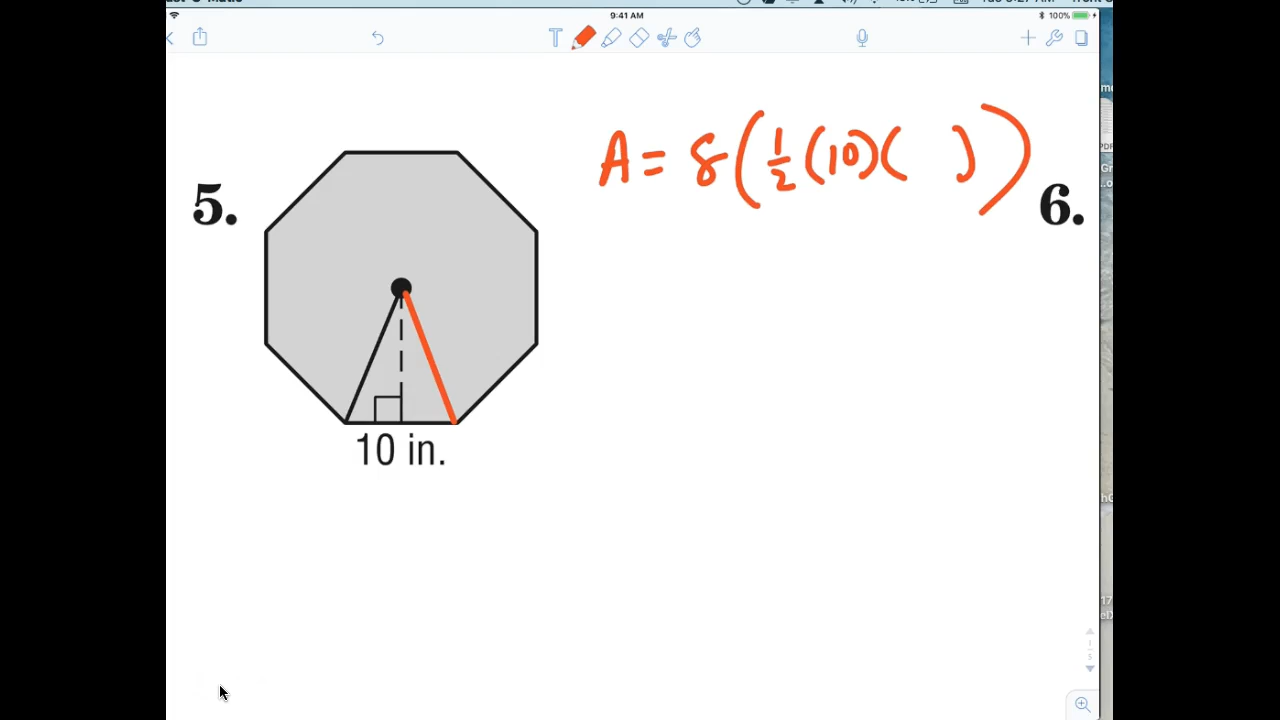 9:41 AM
100%
T
A = 8(½(10)( ))
5.
6.
10 in.